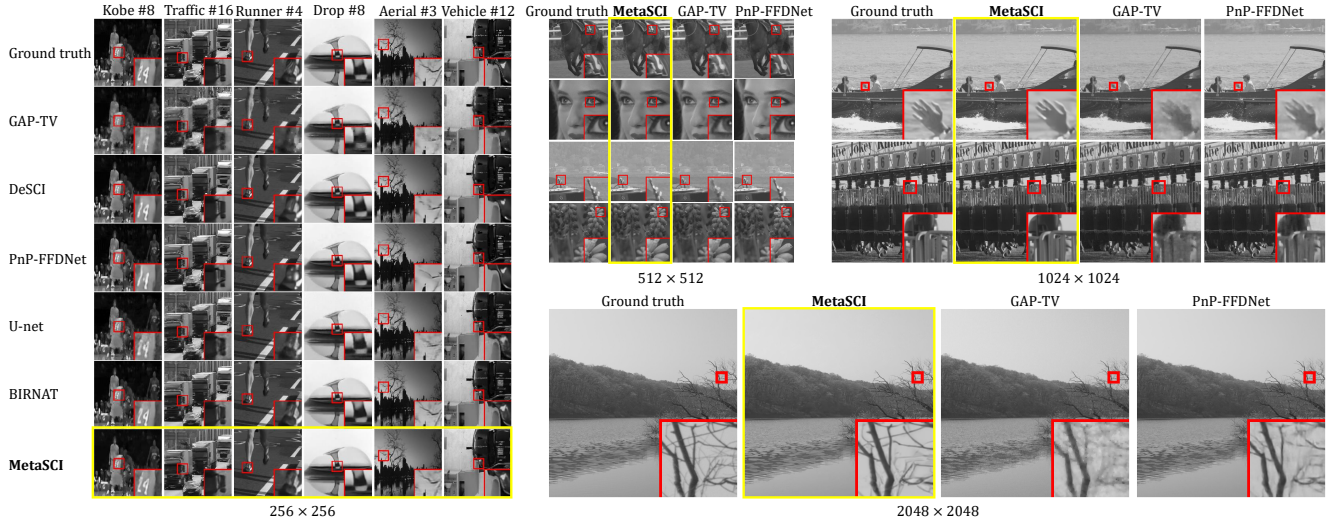 Kobe #8 Traffic #16 Runner #4 Drop #8 Aerial #3 Vehicle #12
Ground truth
GAP-TV
DeSCI
PnP-FFDNet
U-net
BIRNAT
MetaSCI
256 × 256
Ground truth MetaSCI GAP-TV PnP-FFDNet
512 × 512
Ground truth MetaSCI GAP-TV PnP-FFDNet
1024 × 1024
Ground truth MetaSCI GAP-TV PnP-FFDNet
2048 × 2048